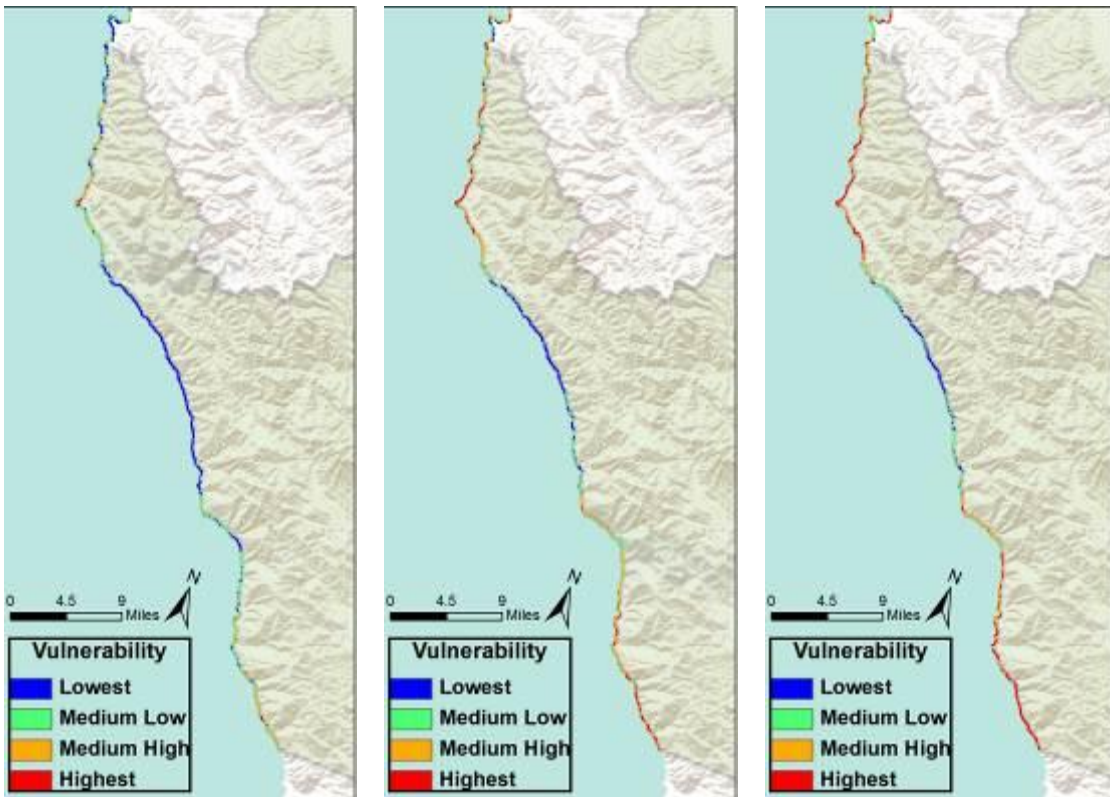 N
0 4.5 9
Miles
Vulnerability
Lowest
Medium Low
Medium High
Highest
N
0 4.5 9
Miles
Vulnerability
Lowest
Medium Low
Medium High
Highest
N
0 4.5 9
Miles
Vulnerability
Lowest
Medium Low
Medium High
Highest